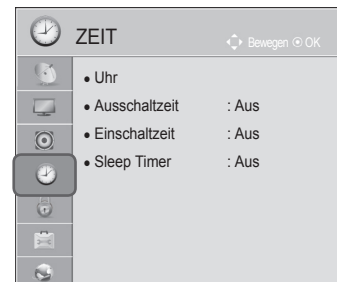 ZEIT
Bewegen ⊙ OK
• Uhr
• Ausschaltzeit : Aus
• Einschaltzeit : Aus
• Sleep Timer : Aus